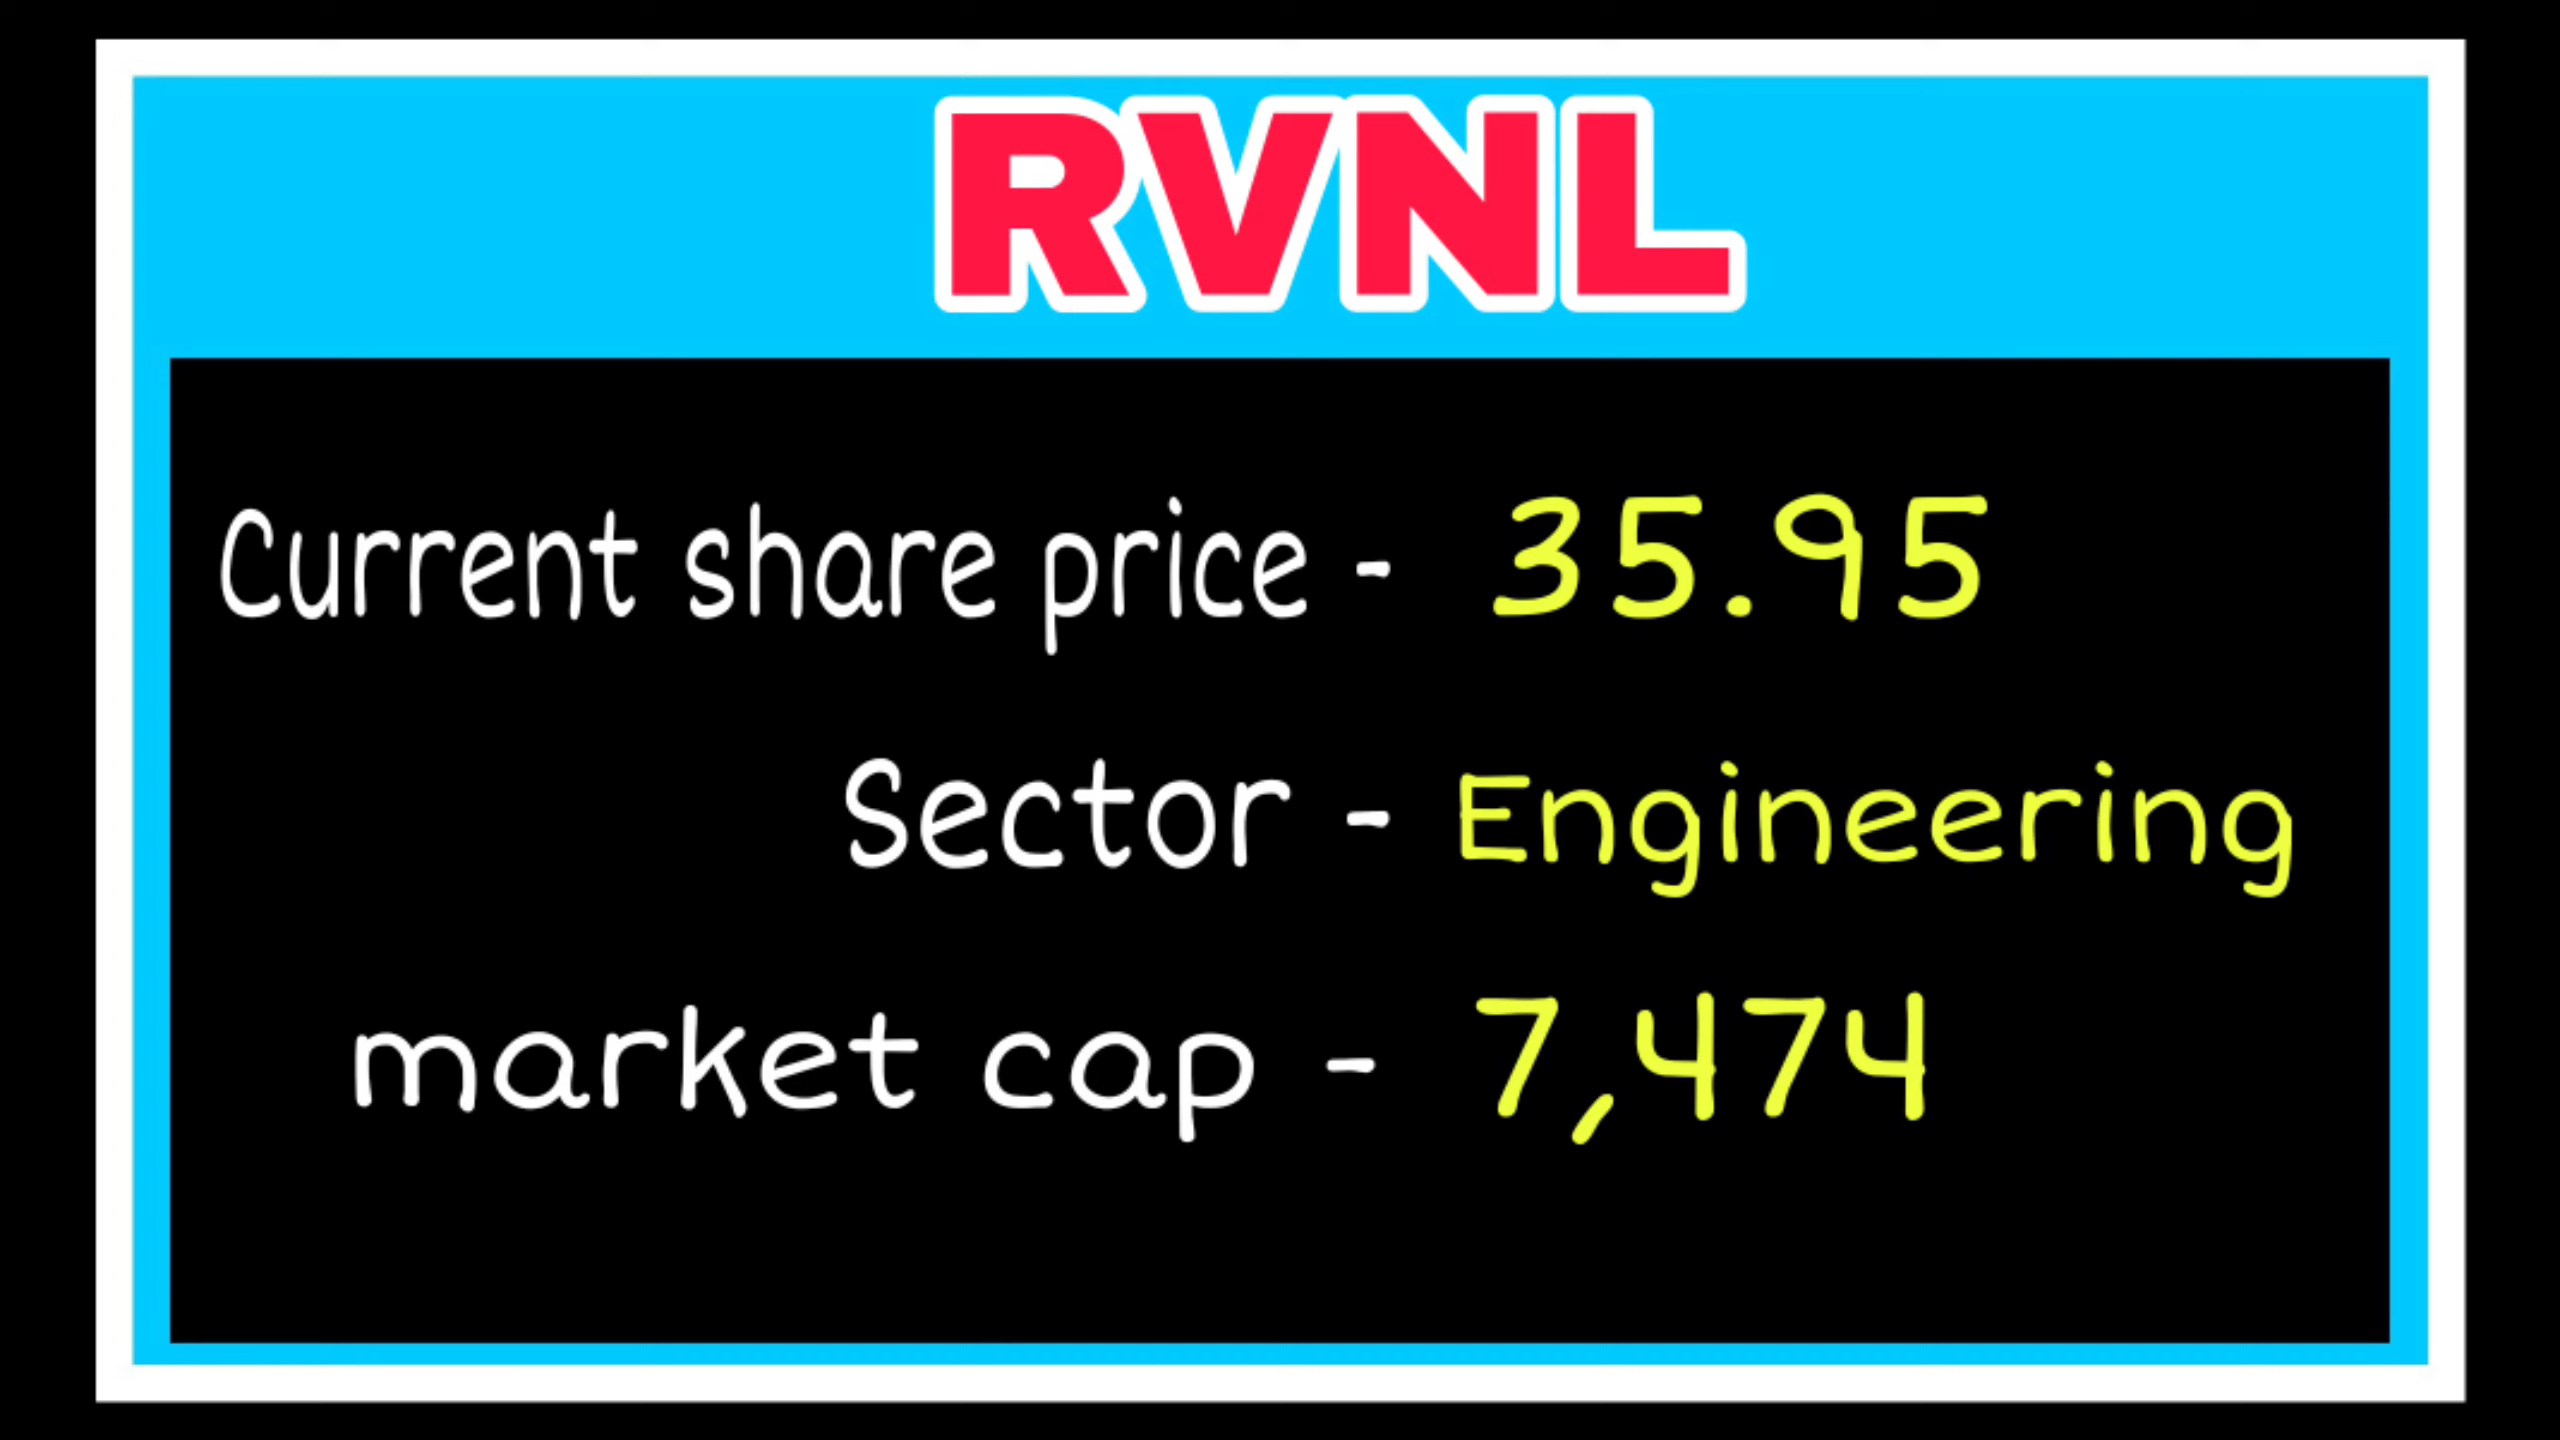 RVNL
Current share price - 35.95
Sector - Engineering
market cap - 7,474